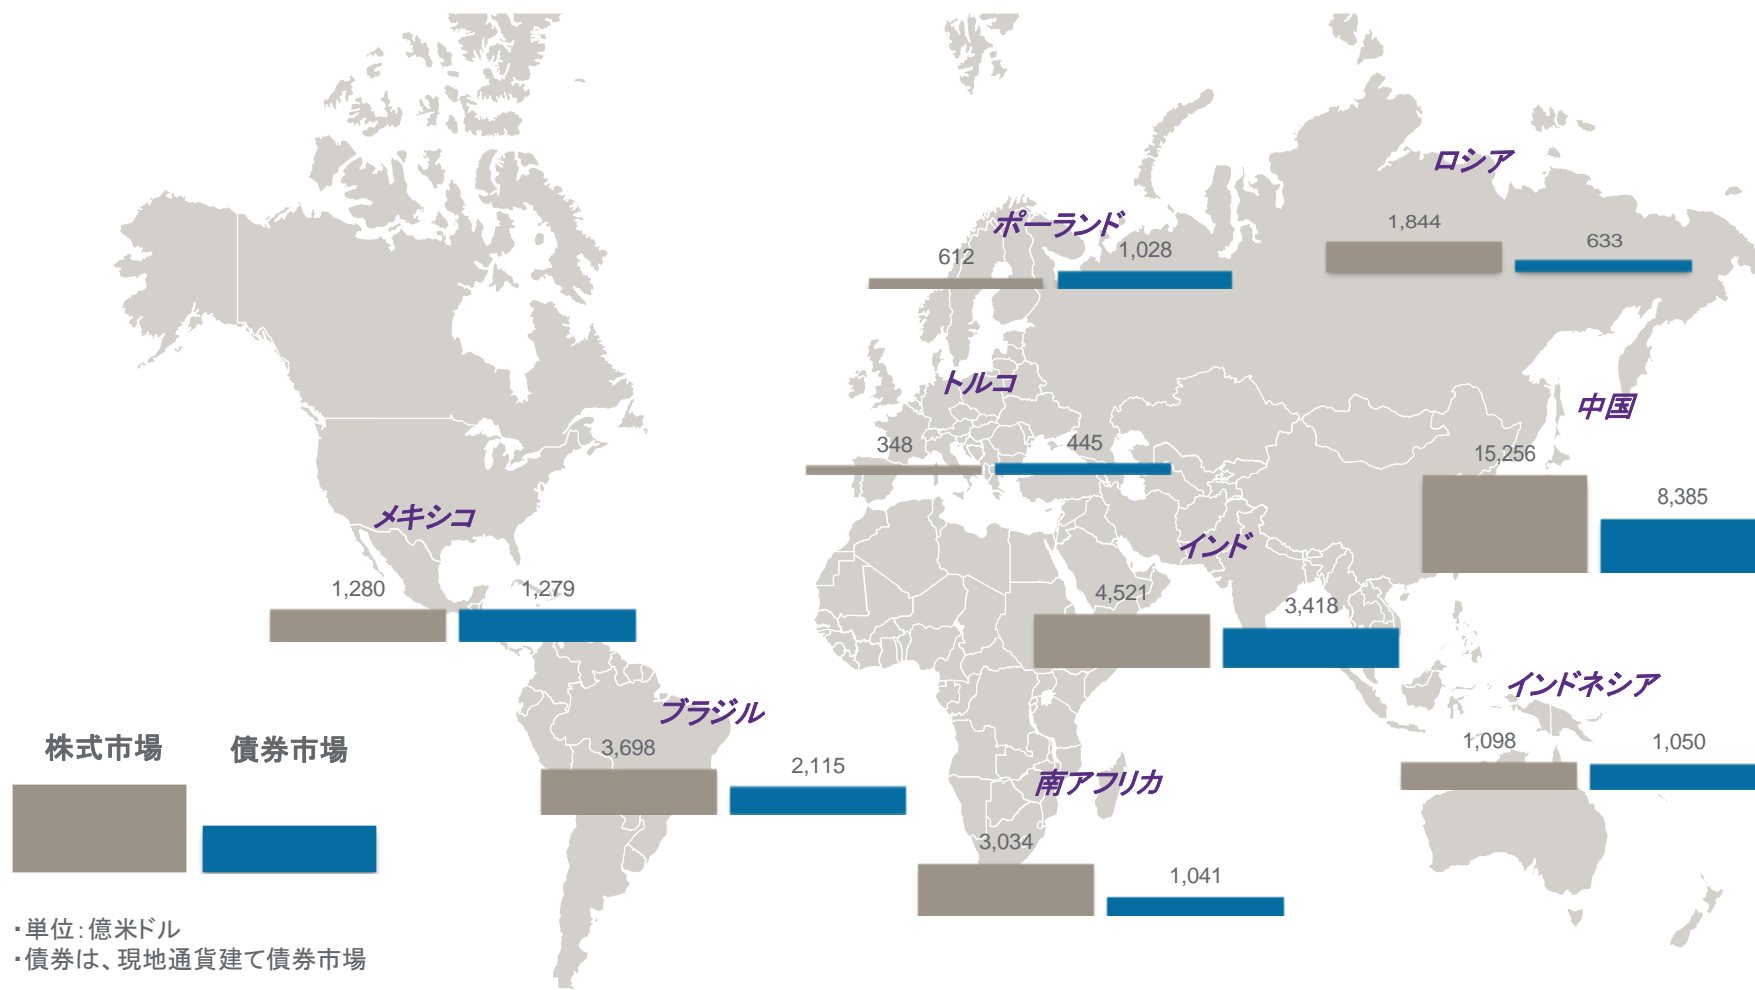 ロシア
1,844
633
ポーランド
612
1,028
トルコ
348
445
中国
15,256
8,385
メキシコ
1,280
1,279
インド
4,521
3,418
インドネシア
1,098
1,050
ブラジル
3,698
2,115
南アフリカ
3,034
1,041
株式市場
債券市場
・単位：億米ドル
・債券は、現地通貨建て債券市場